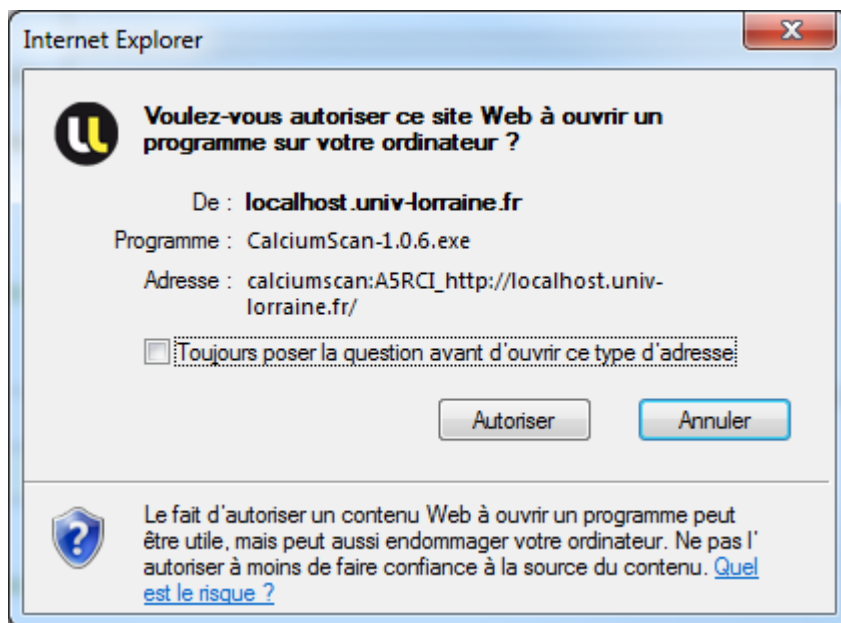 Internet Explorer
Voulez-vous autoriser ce site Web à ouvrir un
programme sur votre ordinateur ?
De : localhost.univ-lorraine.fr
Programme : CalciumScan-1.0.6.exe
Adresse : calciumscan:A5RCI_http://localhost.univ-
lorraine.fr/
Toujours poser la question avant d'ouvrir ce type d'adresse
Autoriser Annuler
Le fait d'autoriser un contenu Web à ouvrir un programme peut
être utile, mais peut aussi endommager votre ordinateur. Ne pas l'
autoriser à moins de faire confiance à la source du contenu. Quel
est le risque ?